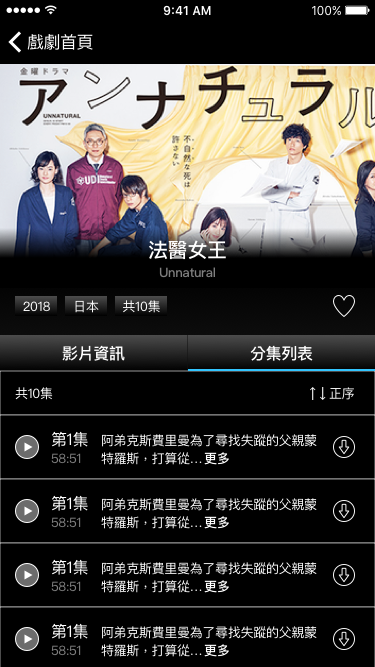 9:41 AM
100%
戲劇首頁
金曜ドラマ
アンナチュラル
UNNATURAL
不自然な死は
許さない
UDI
法醫女王
Unnatural
2018 日本 共10集
影片資訊 分集列表
共10集 ↑↓正序
第1集 阿弟克斯費里曼為了尋找失蹤的父親蒙
58:51 特羅斯，打算從...更多
第1集 阿弟克斯費里曼為了尋找失蹤的父親蒙
58:51 特羅斯，打算從...更多
第1集 阿弟克斯費里曼為了尋找失蹤的父親蒙
58:51 特羅斯，打算從...更多
第1集 阿弟克斯費里曼為了尋找失蹤的父親蒙
58:51 特羅斯，打算從...更多